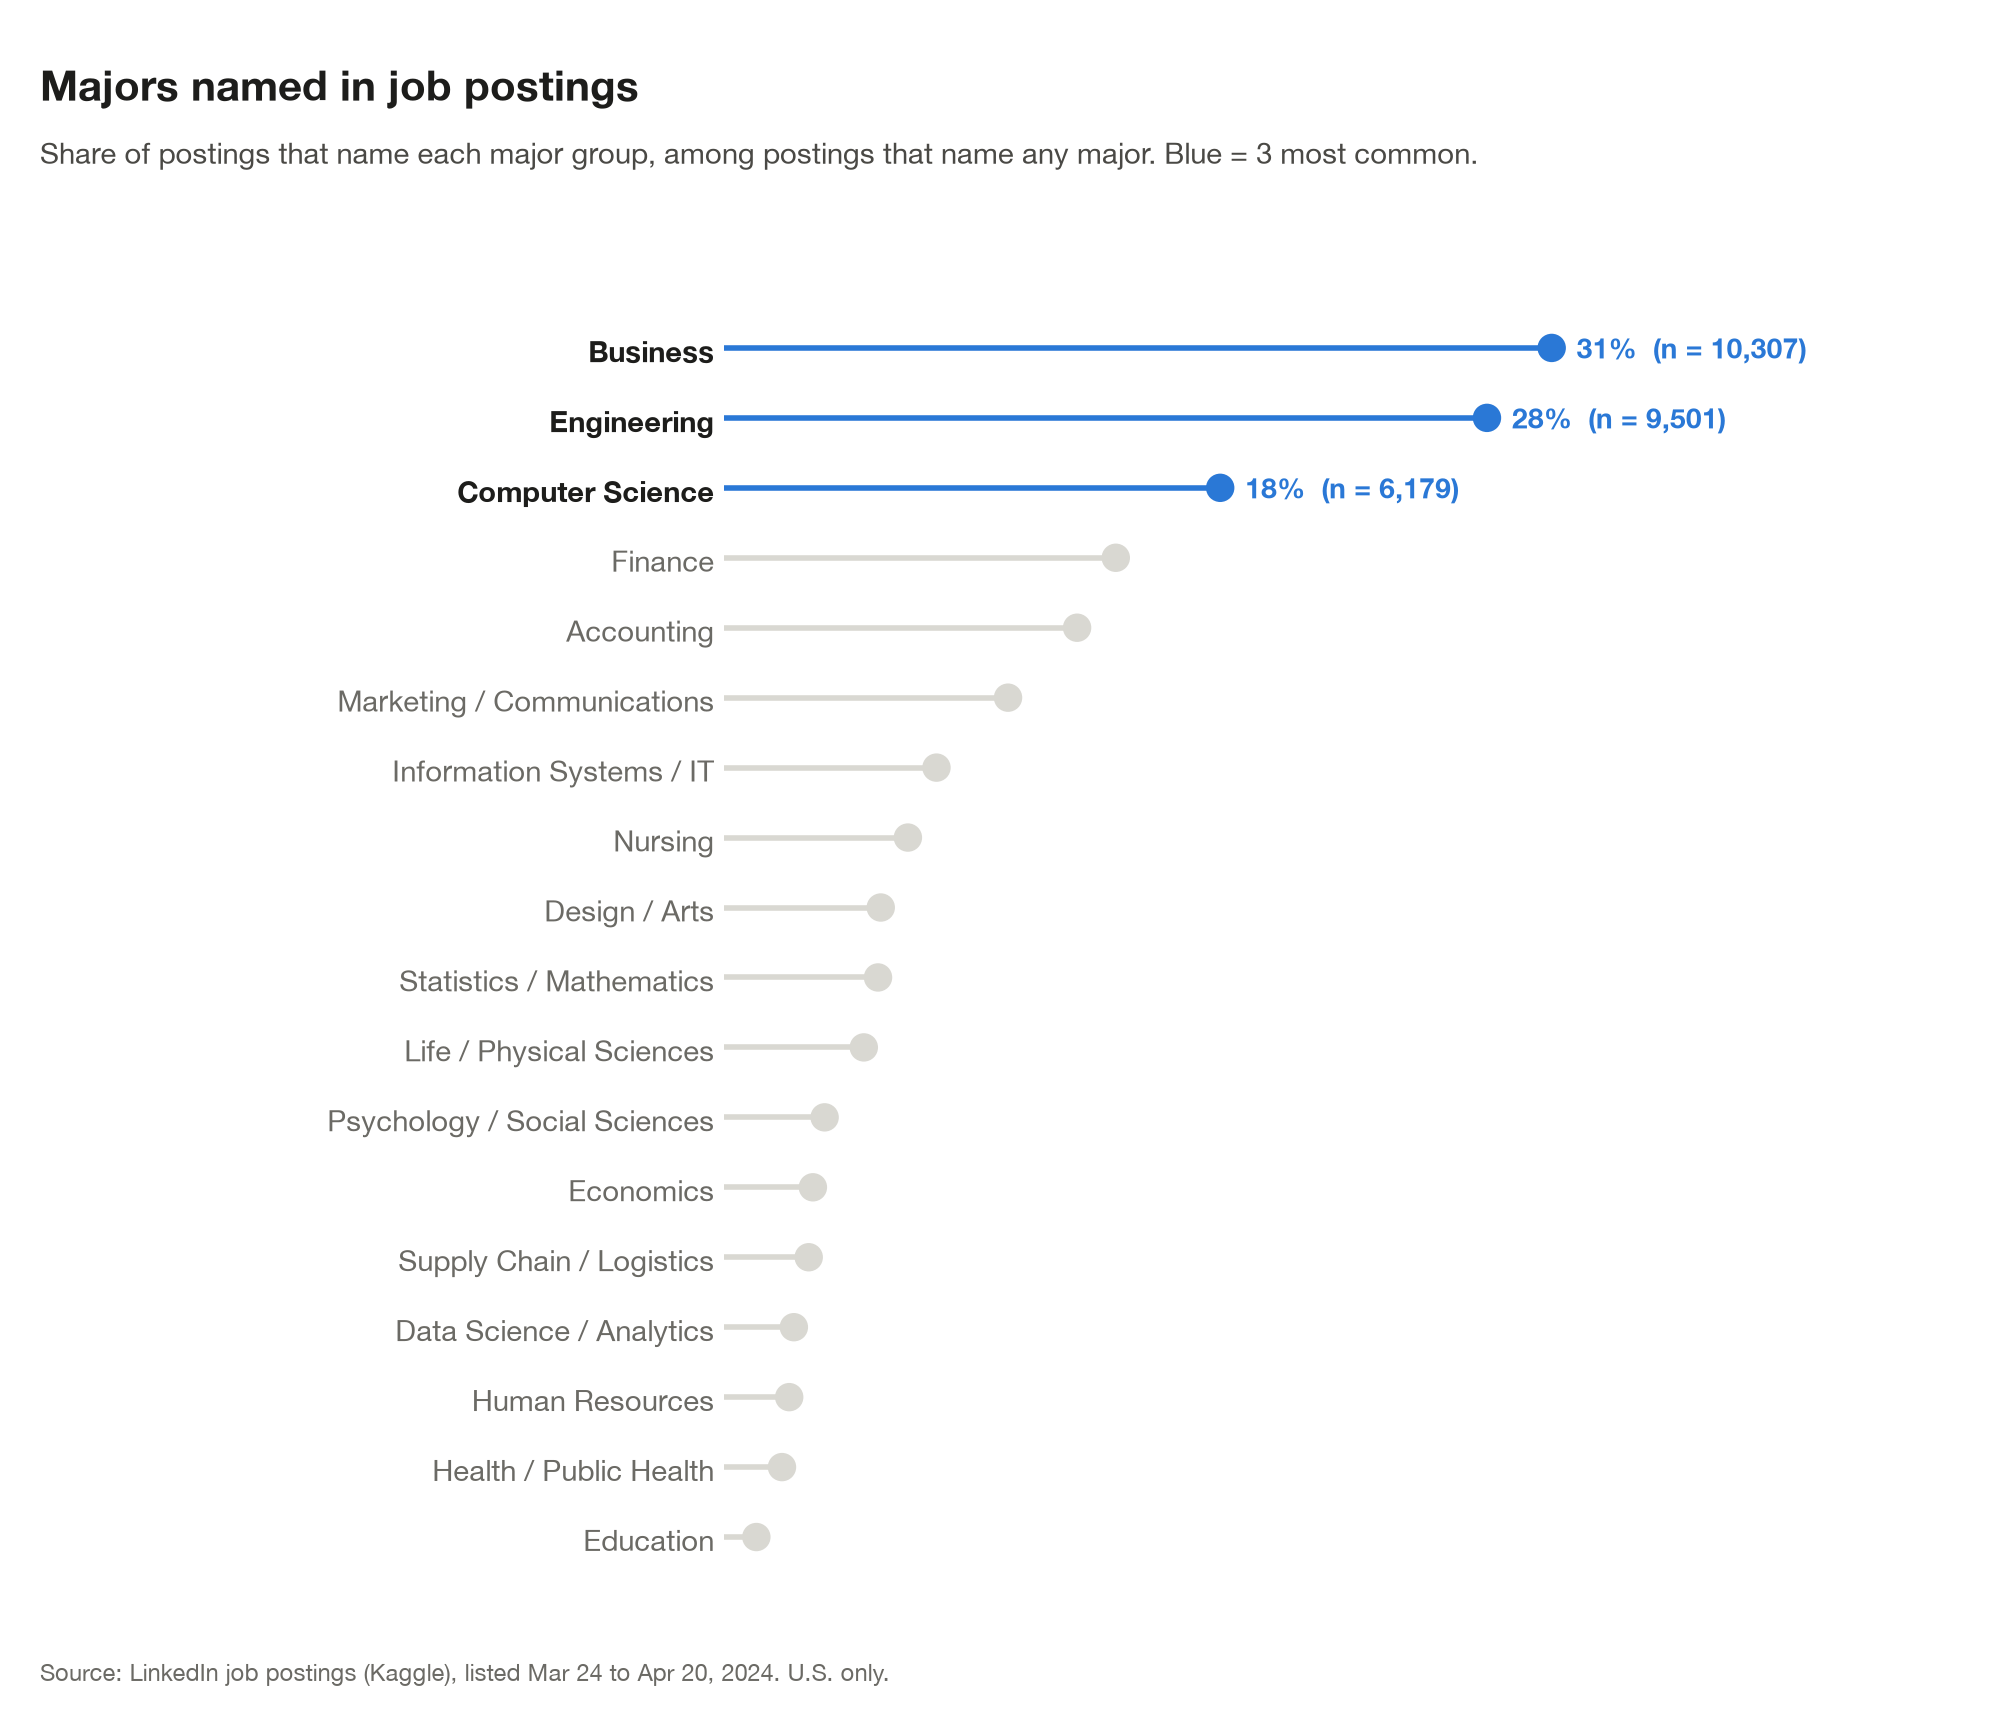 Majors named in job postings
Share of postings that name each major group, among postings that name any major. Blue = 3 most common.
Business 31% (n = 10,307)
Engineering 28% (n = 9,501)
Computer Science 18% (n = 6,179)
Finance
Accounting
Marketing / Communications
Information Systems / IT
Nursing
Design / Arts
Statistics / Mathematics
Life / Physical Sciences
Psychology / Social Sciences
Economics
Supply Chain / Logistics
Data Science / Analytics
Human Resources
Health / Public Health
Education
Source: LinkedIn job postings (Kaggle), listed Mar 24 to Apr 20, 2024. U.S. only.